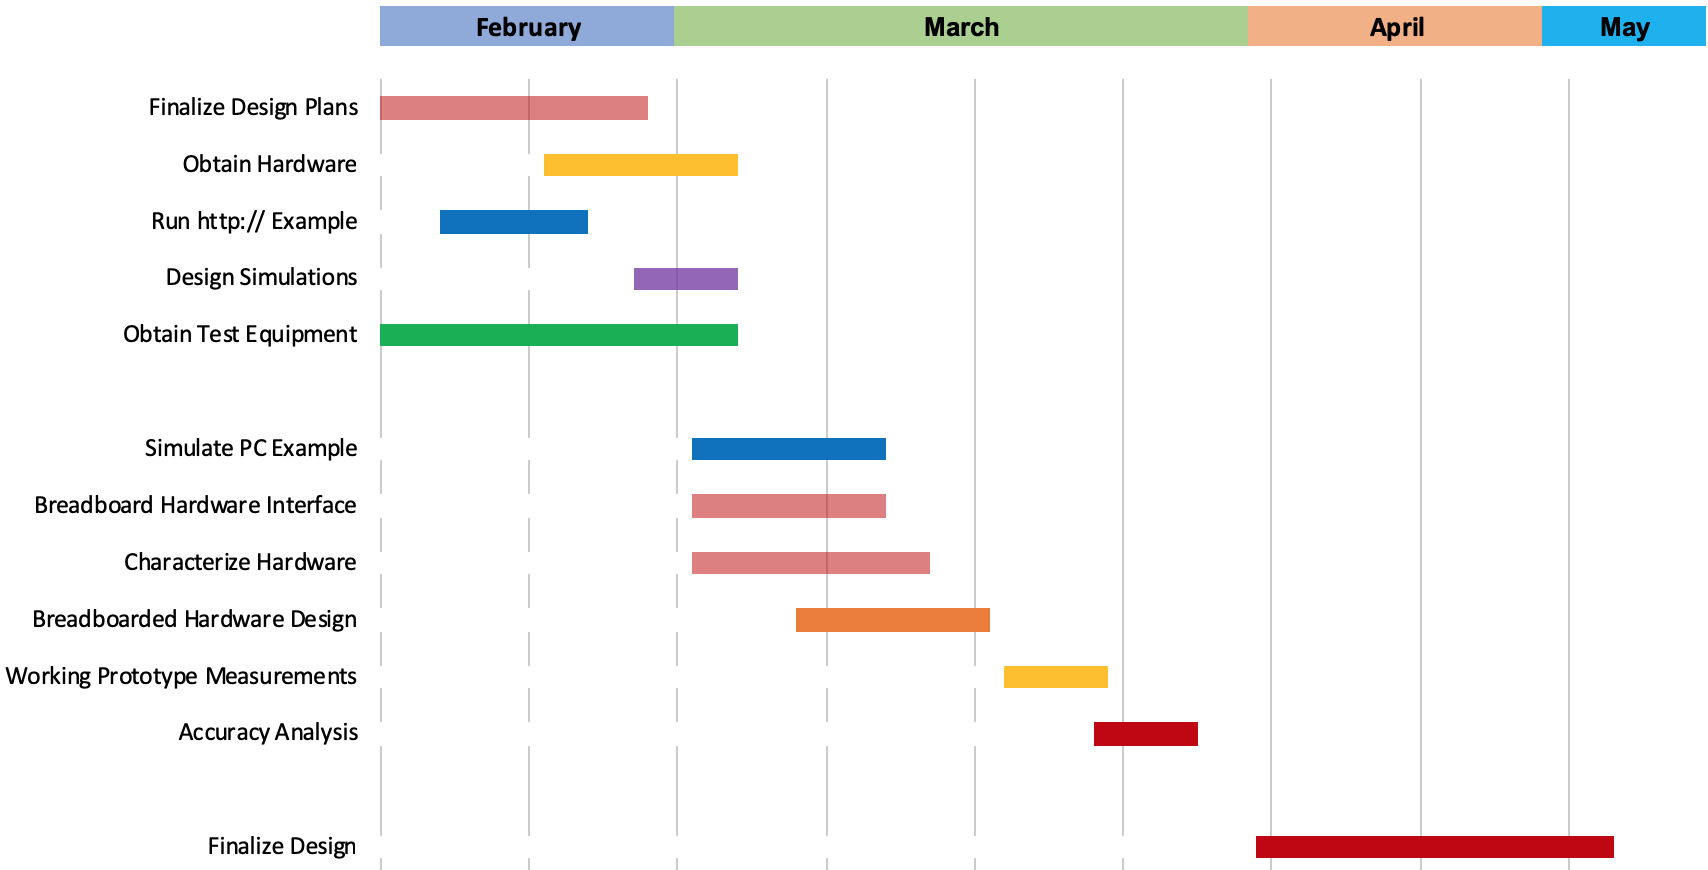 February March April May
Finalize Design Plans
Obtain Hardware
Run http:// Example
Design Simulations
Obtain Test Equipment
Simulate PC Example
Breadboard Hardware Interface
Characterize Hardware
Breadboarded Hardware Design
Working Prototype Measurements
Accuracy Analysis
Finalize Design